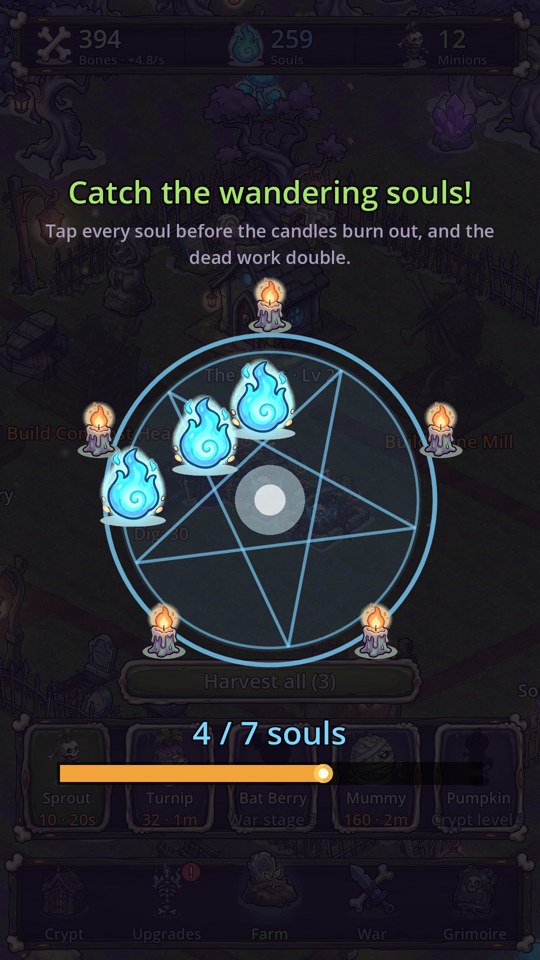 394
Bones · +4.8/s
259
Souls
12
Minions
Catch the wandering souls!
Tap every soul before the candles burn out, and the
dead work double.
The
Lv
Build
Mill
Harvest all (3)
4 / 7 souls
Sprout
10 · 20s
Turnip
32 · 1m
Bat Berry
War stage
Mummy
160 · 2m
Pumpkin
Crypt level
Crypt
Upgrades
Farm
War
Grimoire